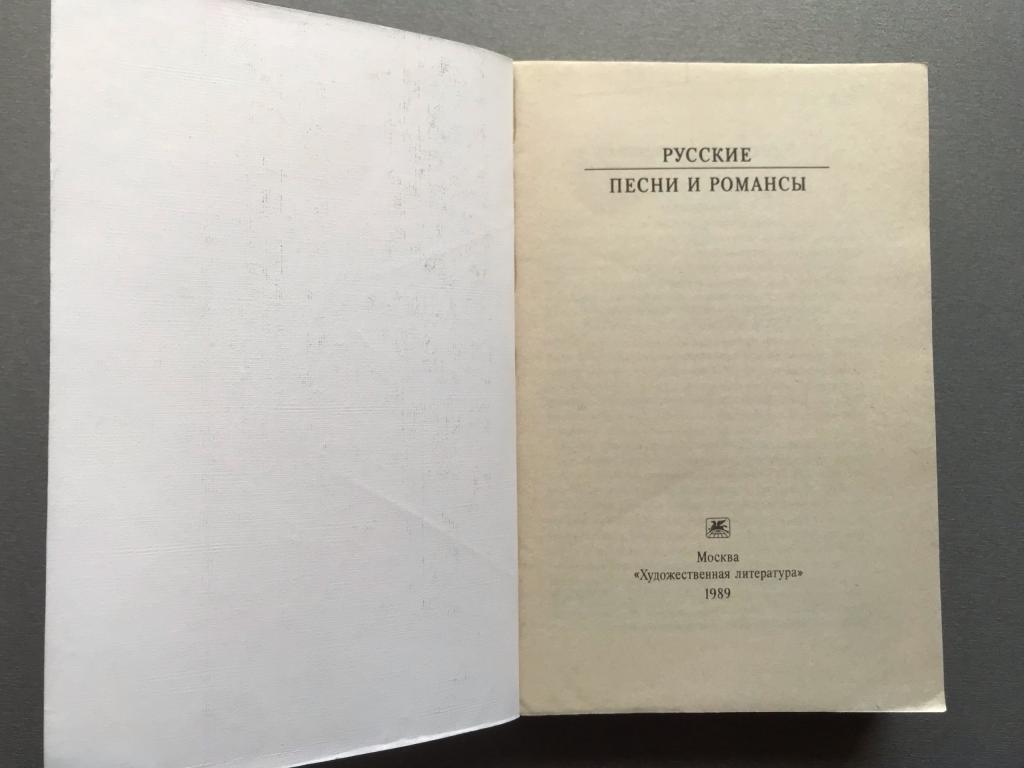 РУССКИЕ
ПЕСНИ И РОМАНСЫ
Москва
«Художественная литература»
1989